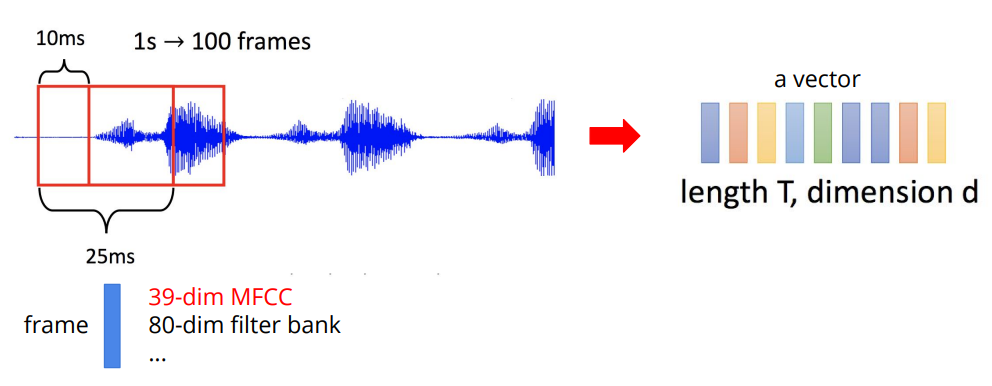 10ms
1s → 100 frames
a vector
length T, dimension d
25ms
39-dim MFCC
frame
80-dim filter bank
...